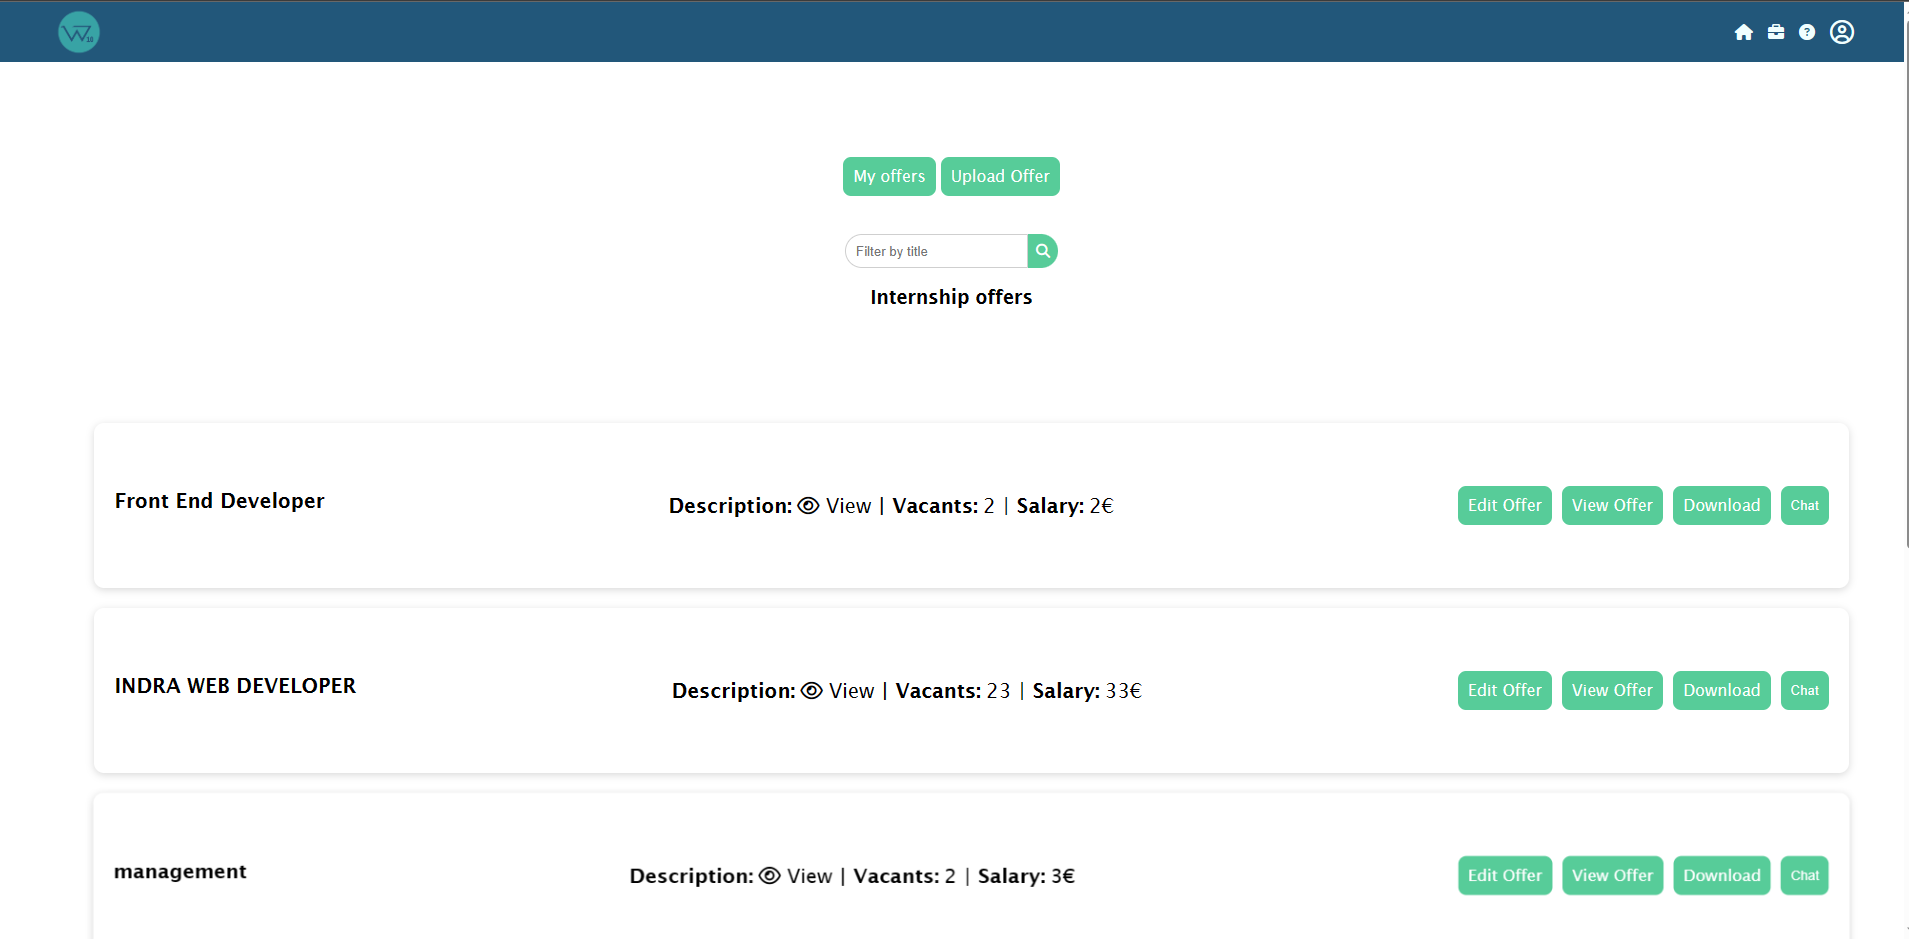 W10
My offers Upload Offer
Filter by title
Internship offers
Front End Developer Description: View | Vacants: 2 | Salary: 2€ Edit Offer View Offer Download Chat
INDRA WEB DEVELOPER Description: View | Vacants: 23 | Salary: 33€ Edit Offer View Offer Download Chat
management Description: View | Vacants: 2 | Salary: 3€ Edit Offer View Offer Download Chat